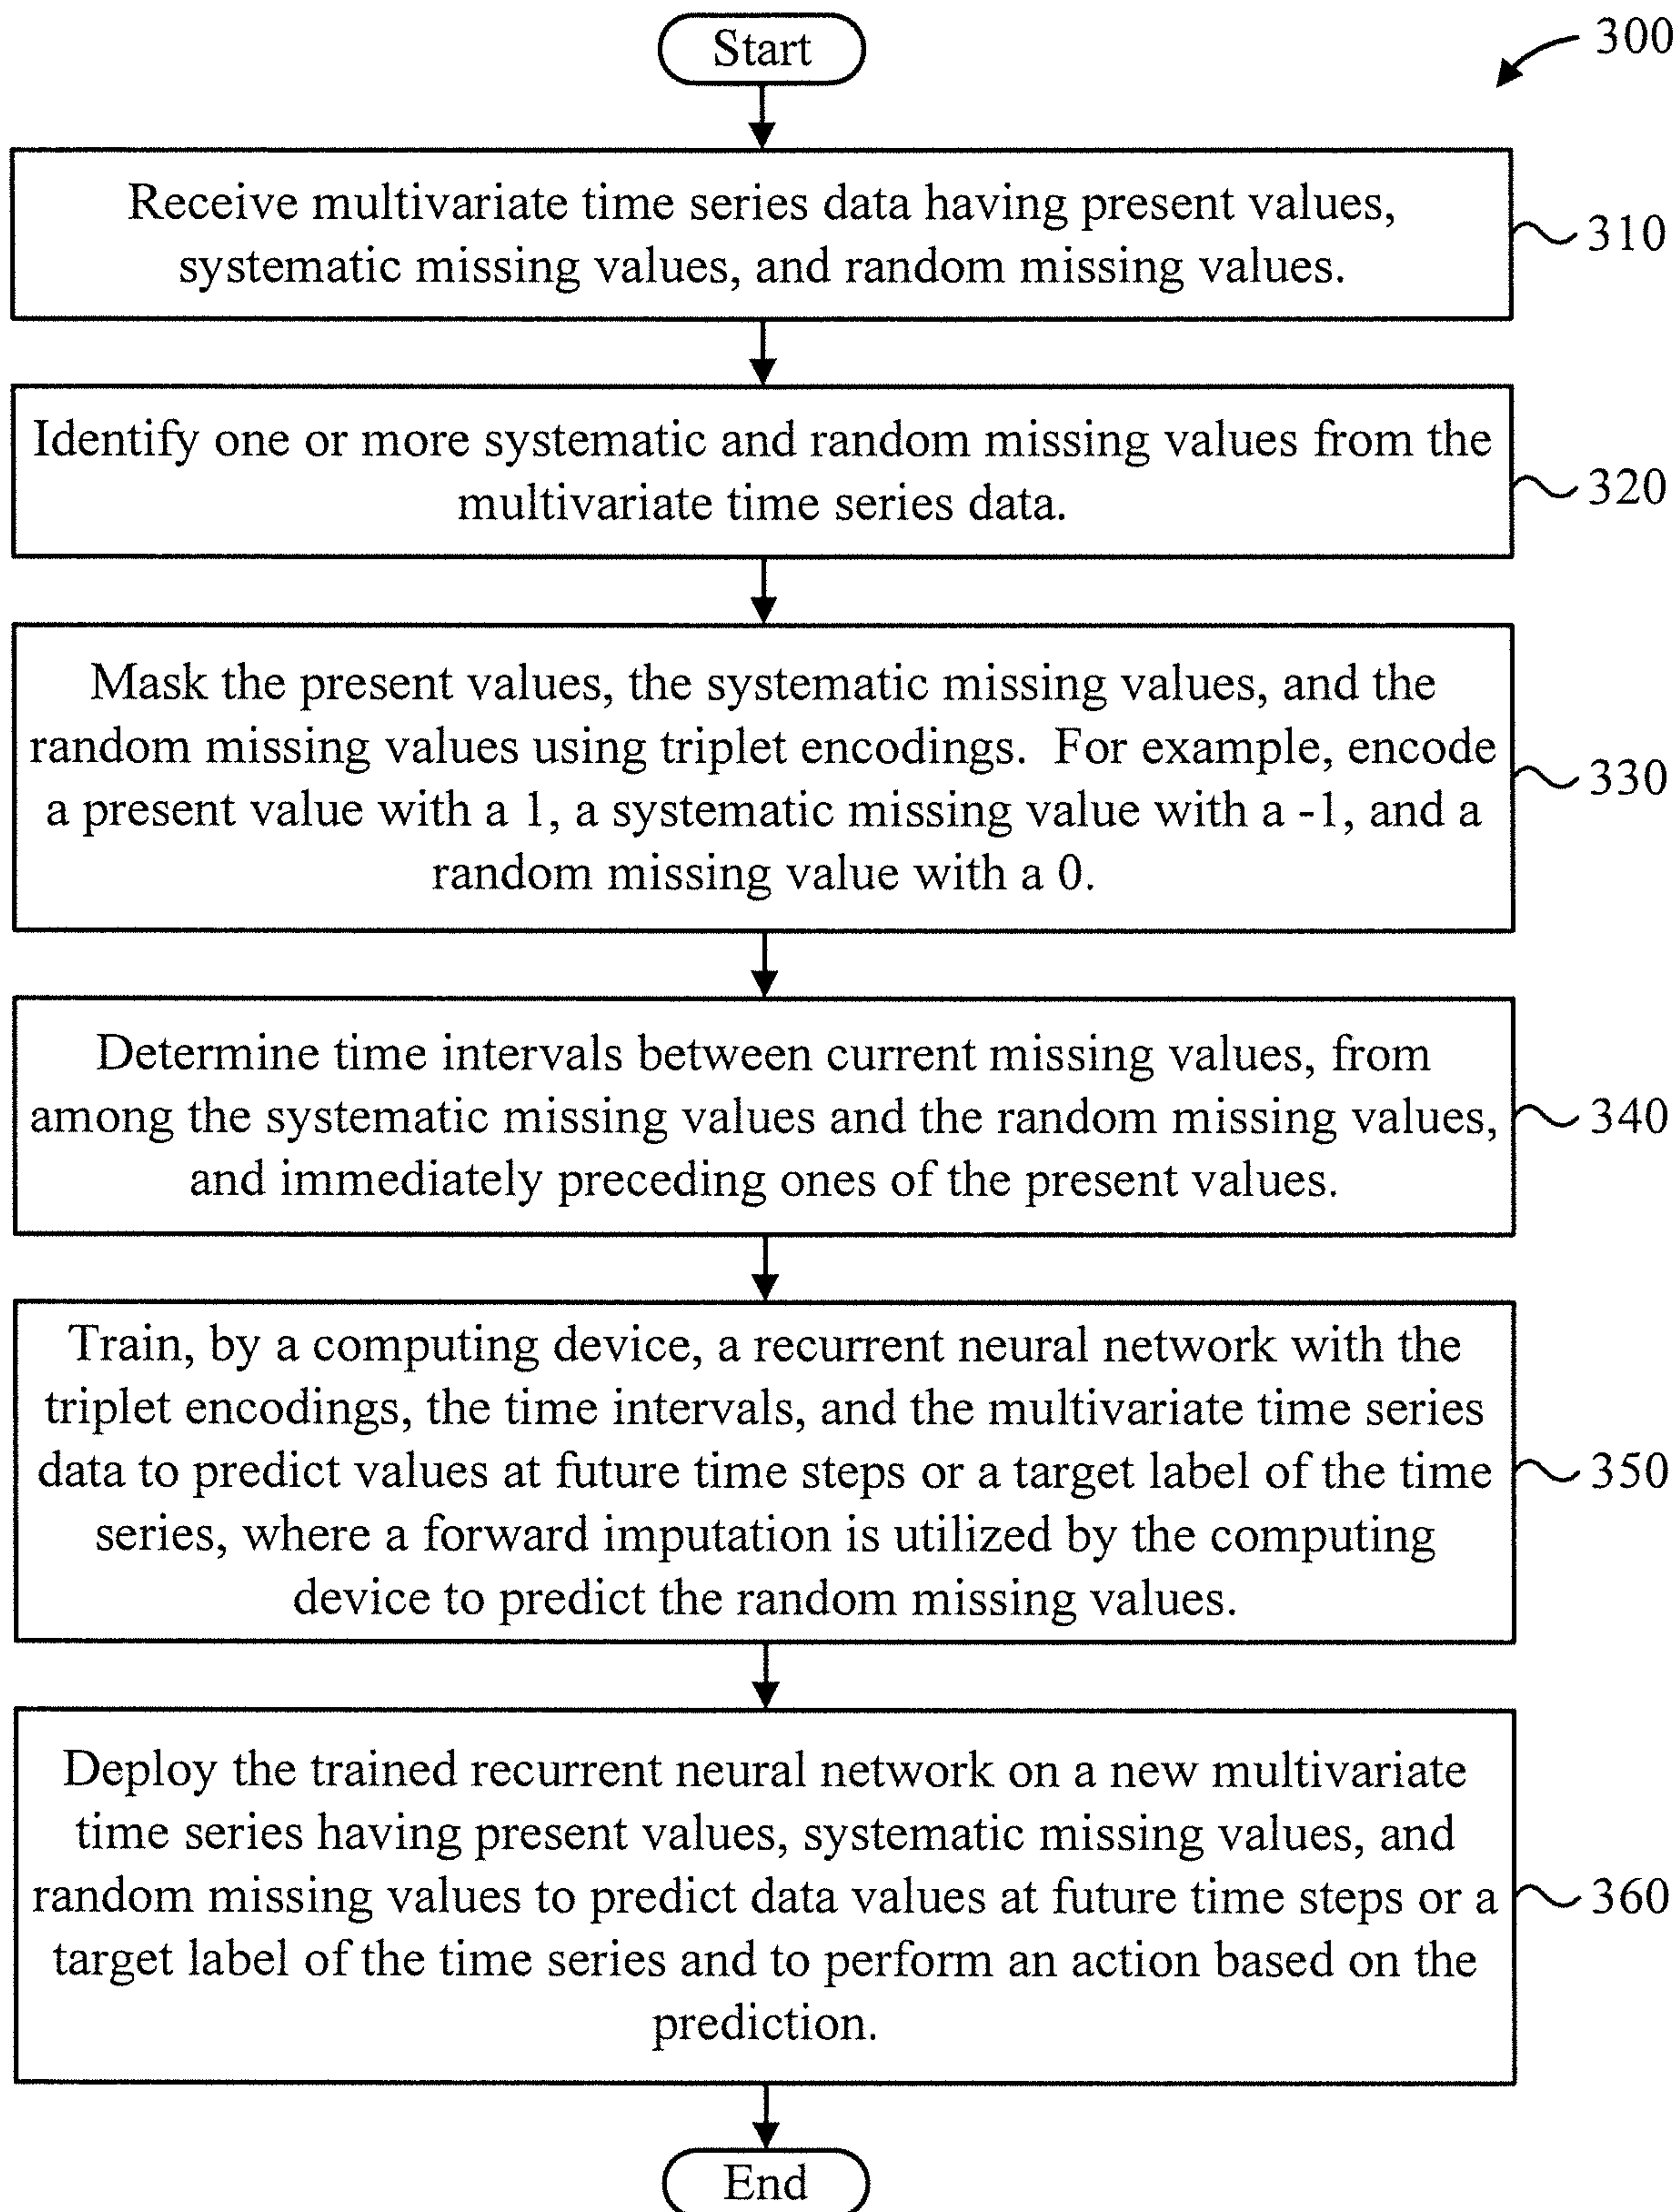 Start
300
Receive multivariate time series data having present values,
systematic missing values, and random missing values.
310
Identify one or more systematic and random missing values from the
multivariate time series data.
320
Mask the present values, the systematic missing values, and the
random missing values using triplet encodings. For example, encode
a present value with a 1, a systematic missing value with a -1, and a
random missing value with a 0.
330
Determine time intervals between current missing values, from
among the systematic missing values and the random missing values,
and immediately preceding ones of the present values.
340
Train, by a computing device, a recurrent neural network with the
triplet encodings, the time intervals, and the multivariate time series
data to predict values at future time steps or a target label of the time
series, where a forward imputation is utilized by the computing
device to predict the random missing values.
350
Deploy the trained recurrent neural network on a new multivariate
time series having present values, systematic missing values, and
random missing values to predict data values at future time steps or a
target label of the time series and to perform an action based on the
prediction.
360
End